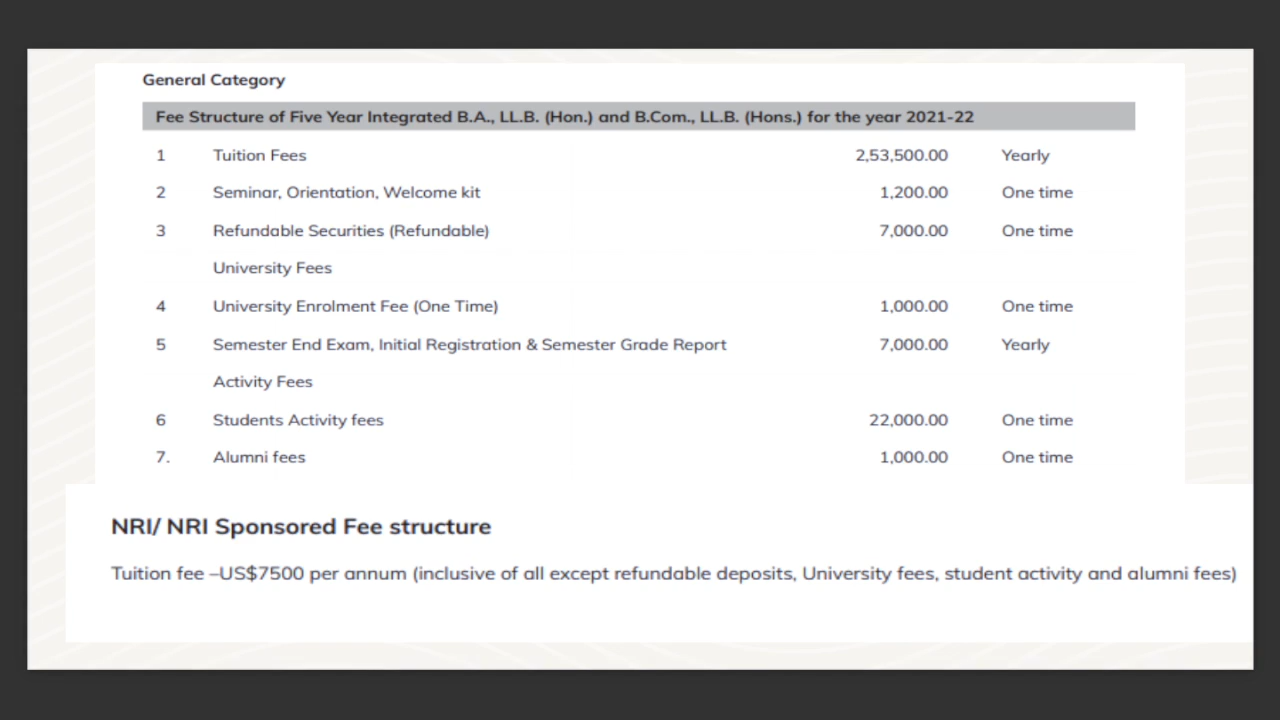 General Category
Fee Structure of Five Year Integrated B.A., LL.B. (Hon.) and B.Com., LL.B. (Hons.) for the year 2021-22
1 Tuition Fees 2,53,500.00 Yearly
2 Seminar, Orientation, Welcome kit 1,200.00 One time
3 Refundable Securities (Refundable) 7,000.00 One time
University Fees
4 University Enrolment Fee (One Time) 1,000.00 One time
5 Semester End Exam, Initial Registration & Semester Grade Report 7,000.00 Yearly
Activity Fees
6 Students Activity fees 22,000.00 One time
7. Alumni fees 1,000.00 One time
NRI/ NRI Sponsored Fee structure
Tuition fee –US$7500 per annum (inclusive of all except refundable deposits, University fees, student activity and alumni fees)